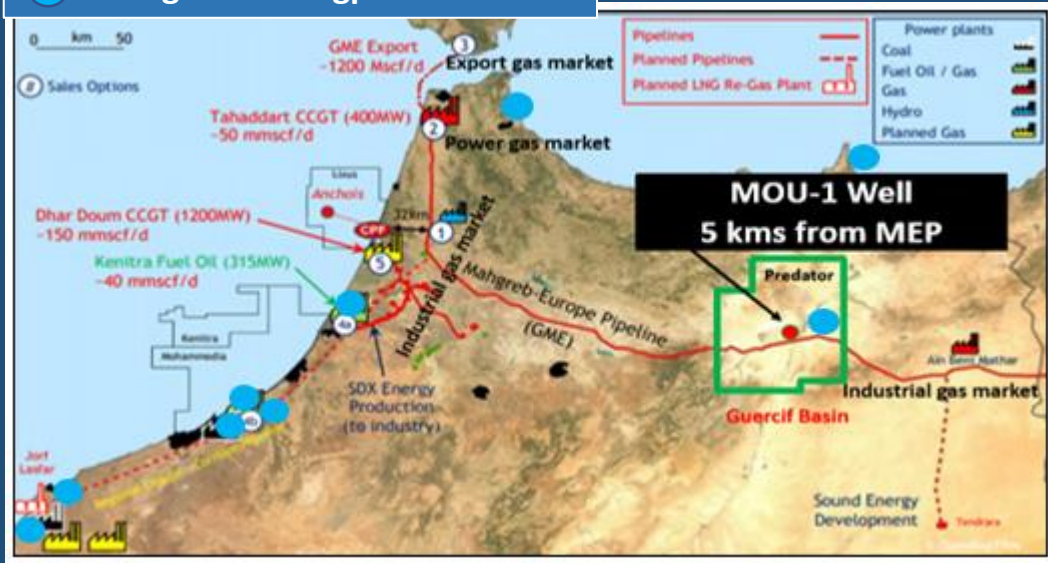 0 km 50
# Sales Options
GME Export
~1200 Mscf/d
3
Export gas market
Tahaddart CCGT (400MW)
~50 mmscf/d
2
Power gas market
Pipelines
Planned Pipelines
Planned LNG Re-Gas Plant
Power plants
Coal
Fuel Oil / Gas
Gas
Hydro
Planned Gas
Lixus
Anchois
CPF
32km
1
Dhar Doum CCGT (1200MW)
~150 mmscf/d
5
Kenitra Fuel Oil (315MW)
~40 mmscf/d
4a
Industrial gas market
Mahgreb-Europe Pipeline
(GME)
MOU-1 Well
5 kms from MEP
Predator
Guercif Basin
Ain Beni Mathar
Industrial gas market
Kenitra
Mohammedia
SDX Energy
Production
(to industry)
4b
Jorf
Lasfar
Sound Energy
Development
Tendrara